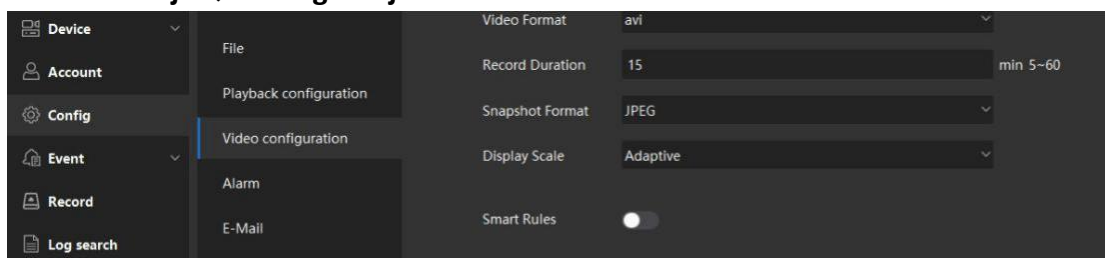 Device
Account
Config
Event
Record
Log search
File
Playback configuration
Video configuration
Alarm
E-Mail
Video Format avi
Record Duration 15 min 5~60
Snapshot Format JPEG
Display Scale Adaptive
Smart Rules